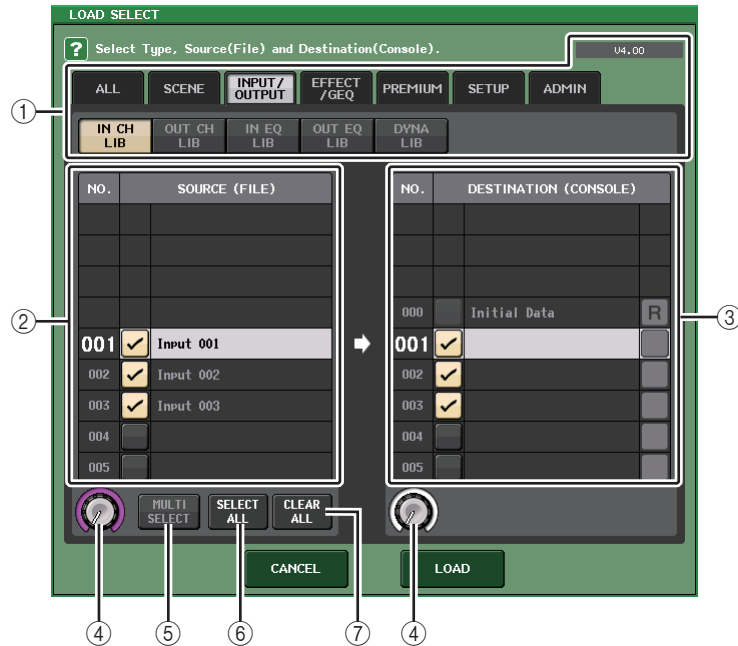 LOAD SELECT
? Select Type, Source(File) and Destination(Console).
V4.00
ALL SCENE INPUT/ OUTPUT EFFECT /GEQ PREMIUM SETUP ADMIN
①
IN CH LIB OUT CH LIB IN EQ LIB OUT EQ LIB DYNA LIB
NO. SOURCE (FILE) NO. DESTINATION (CONSOLE)
000 Initial Data R
② ③
001 Input 001 001
002 Input 002 002
003 Input 003 003
004 004
005 005
MULTI SELECT SELECT ALL CLEAR ALL
CANCEL LOAD
④ ⑤ ⑥ ⑦ ④